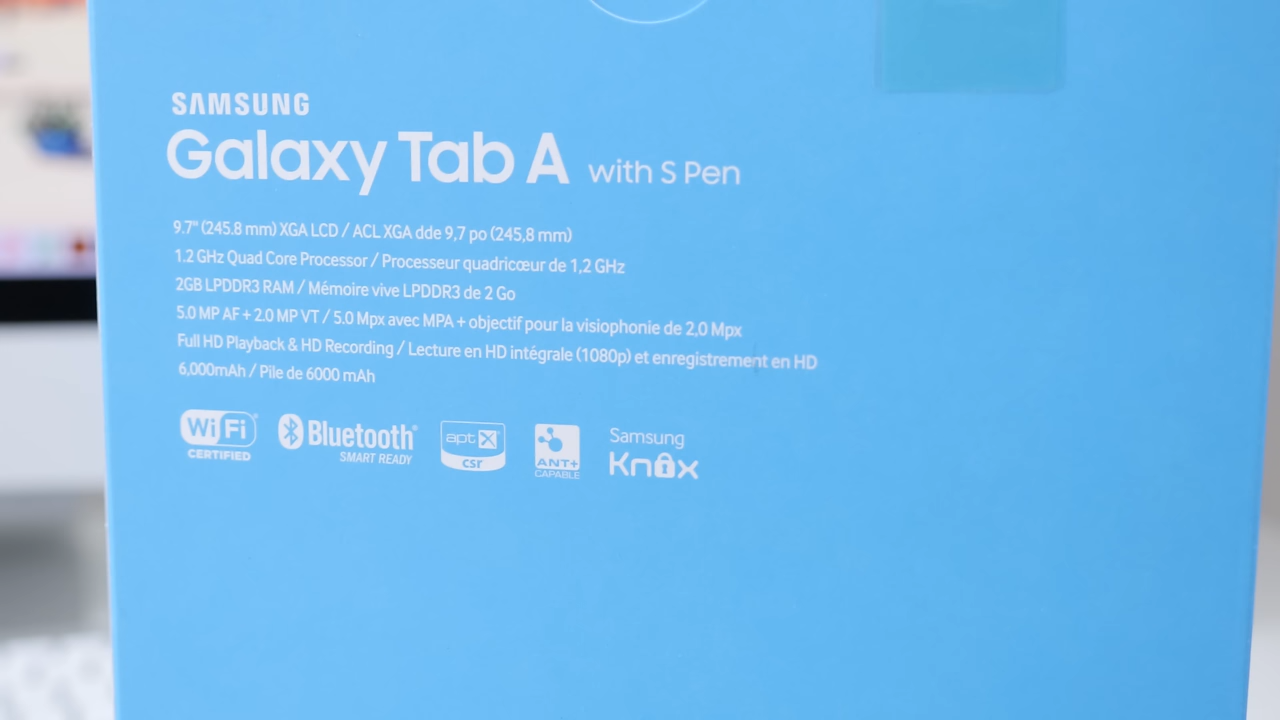 SAMSUNG
Galaxy Tab A with S Pen
9.7" (245.8 mm) XGA LCD / ACL XGA dde 9,7 po (245,8 mm)
1.2 GHz Quad Core Processor / Processeur quadricœur de 1,2 GHz
2GB LPDDR3 RAM / Mémoire vive LPDDR3 de 2 Go
5.0 MP AF + 2.0 MP VT / 5.0 Mpx avec MPA + objectif pour la visiophonie de 2,0 Mpx
Full HD Playback & HD Recording / Lecture en HD intégrale (1080p) et enregistrement en HD
6,000mAh / Pile de 6000 mAh
Wi Fi® CERTIFIED
Bluetooth® SMART READY
aptX® csr
ANT+ CAPABLE
Samsung Knox